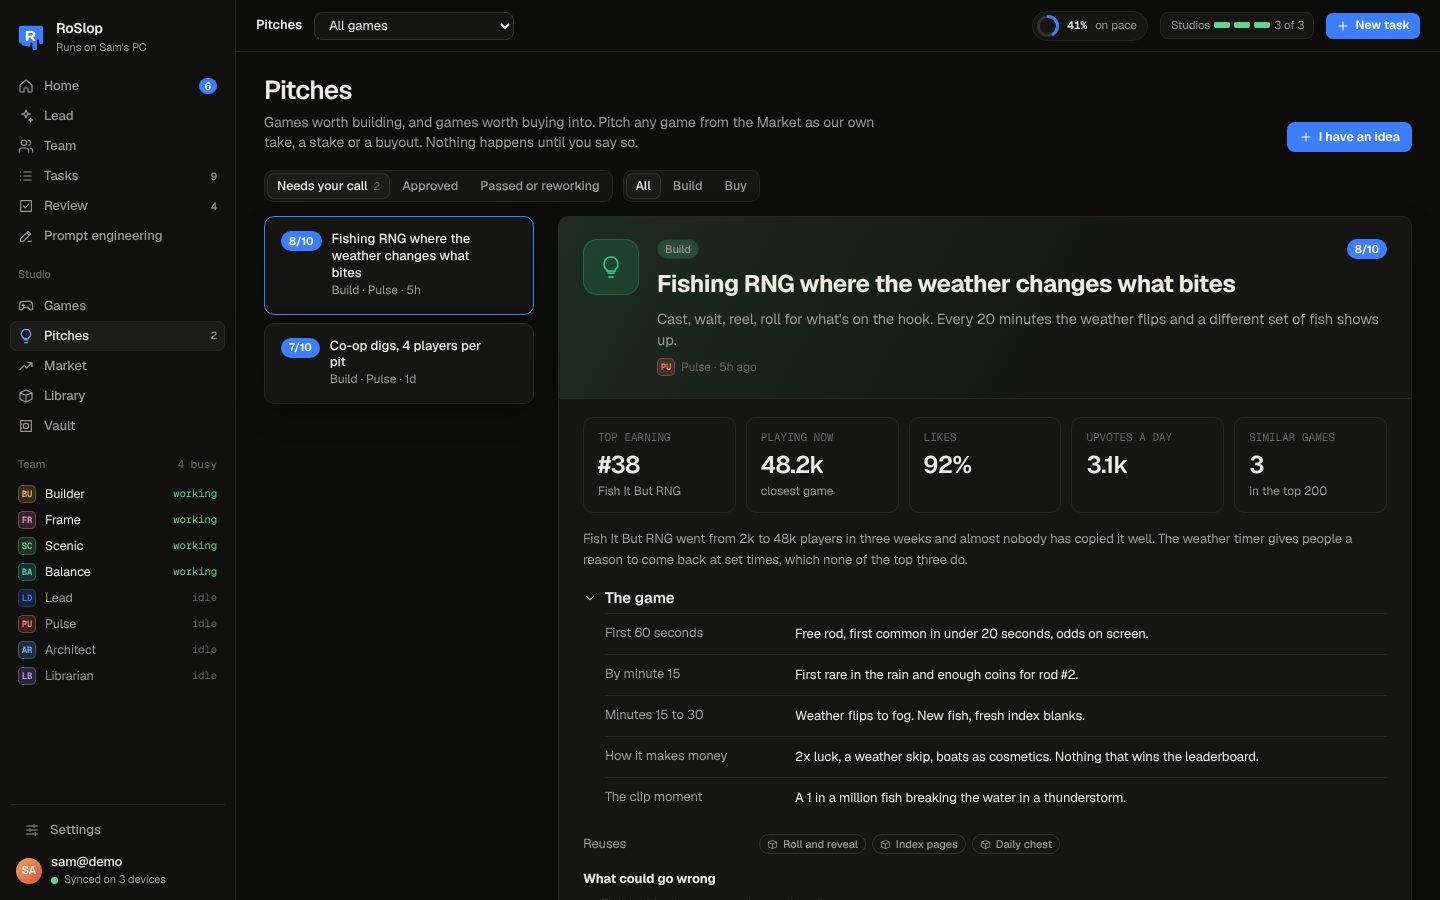 RoSlop
Runs on Sam's PC
Home 6
Lead
Team
Tasks 9
Review 4
Prompt engineering
Studio
Games
Pitches 2
Market
Library
Vault
Team 4 busy
BU Builder working
FR Frame working
SC Scenic working
BA Balance working
LD Lead idle
PU Pulse idle
AR Architect idle
LB Librarian idle
Settings
SA sam@demo
Synced on 3 devices
Pitches All games
41% on pace
Studios 3 of 3
+ New task
Pitches
Games worth building, and games worth buying into. Pitch any game from the Market as our own
take, a stake or a buyout. Nothing happens until you say so.
+ I have an idea
Needs your call 2 Approved Passed or reworking
All Build Buy
8/10 Fishing RNG where the
weather changes what
bites
Build · Pulse · 5h
7/10 Co-op digs, 4 players per
pit
Build · Pulse · 1d
Build 8/10
Fishing RNG where the weather changes what bites
Cast, wait, reel, roll for what's on the hook. Every 20 minutes the weather flips and a different set of fish shows
up.
PU Pulse · 5h ago
TOP EARNING
#38
Fish It But RNG
PLAYING NOW
48.2k
closest game
LIKES
92%
UPVOTES A DAY
3.1k
SIMILAR GAMES
3
in the top 200
Fish It But RNG went from 2k to 48k players in three weeks and almost nobody has copied it well. The weather timer gives people a
reason to come back at set times, which none of the top three do.
The game
First 60 seconds Free rod, first common in under 20 seconds, odds on screen.
By minute 15 First rare in the rain and enough coins for rod #2.
Minutes 15 to 30 Weather flips to fog. New fish, fresh index blanks.
How it makes money 2x luck, a weather skip, boats as cosmetics. Nothing that wins the leaderboard.
The clip moment A 1 in a million fish breaking the water in a thunderstorm.
Reuses Roll and reveal Index pages Daily chest
What could go wrong